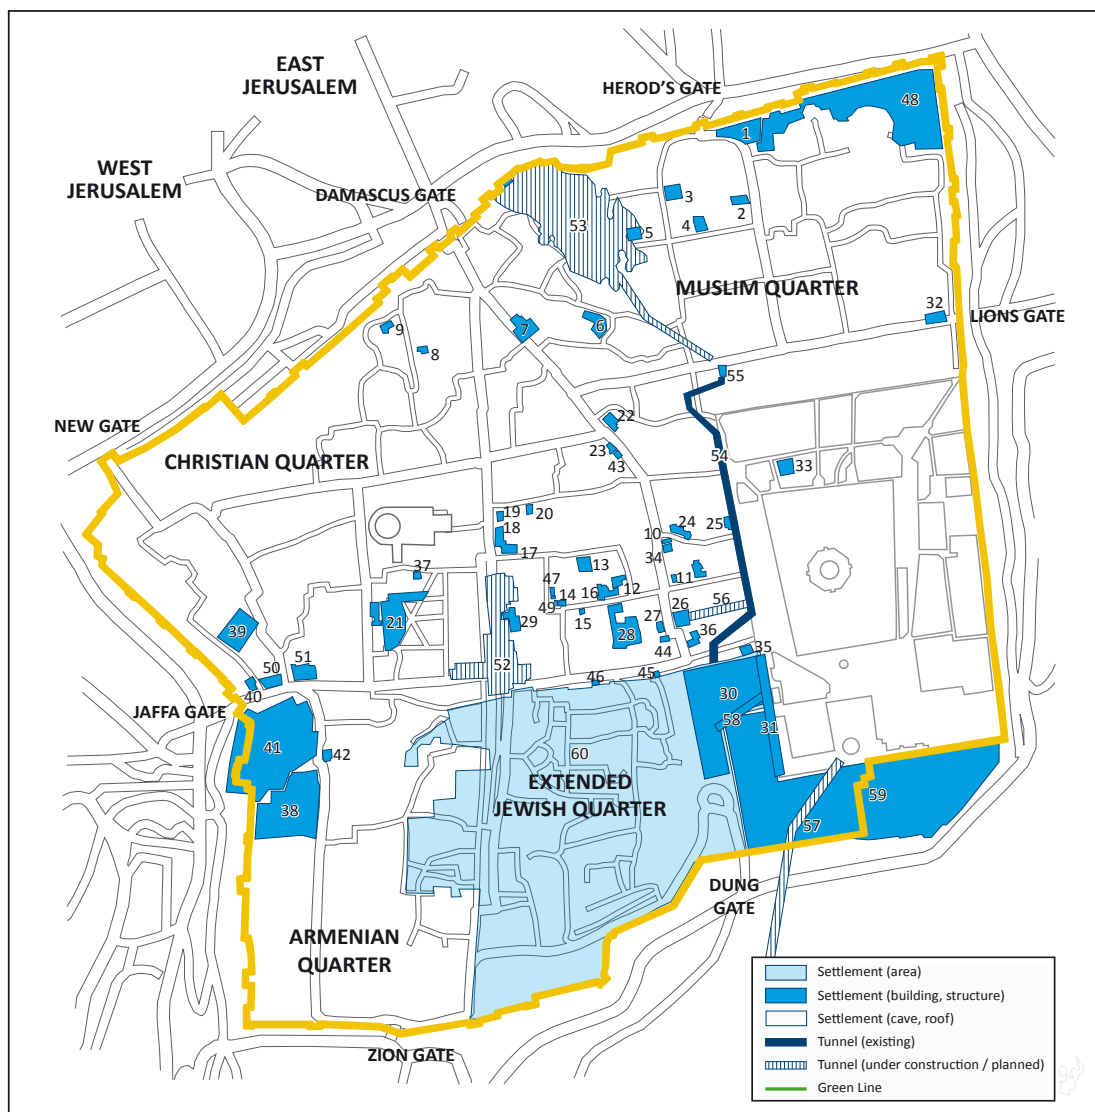 EAST
JERUSALEM
HEROD'S GATE
48
1
WEST
JERUSALEM
DAMASCUS GATE
3
2
4
53
5
MUSLIM QUARTER
32
LIONS GATE
9
7
6
8
55
NEW GATE
22
CHRISTIAN QUARTER
23
43
54
33
19
20
18
24
25
10
17
34
37
13
47
11
14
16
12
49
56
39
21
29
15
28
27
26
36
44
35
51
52
50
46
45
40
30
JAFFA GATE
58
31
41
42
60
EXTENDED
JEWISH QUARTER
59
38
57
DUNG
GATE
ARMENIAN
QUARTER
ZION GATE
Settlement (area)
Settlement (building, structure)
Settlement (cave, roof)
Tunnel (existing)
Tunnel (under construction / planned)
Green Line